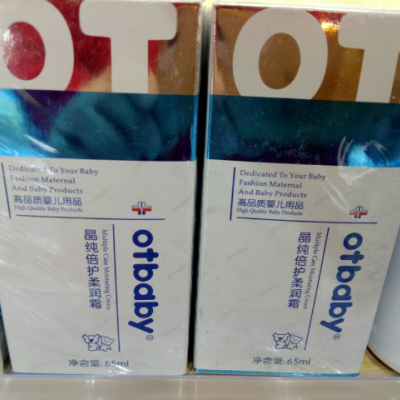 OT
Dedicated To Your Baby
Fashion Maternal
And Baby Products
高品质婴儿用品
High Quality Baby Products
otbaby®
Multiple Care Moisturizing Cream
晶纯倍护柔润霜
净含量:65ml
OT
Dedicated To Your Baby
Fashion Maternal
And Baby Products
高品质婴儿用品
High Quality Baby Products
otbaby®
Multiple Care Moisturizing Cream
晶纯倍护柔润霜
净含量:65ml